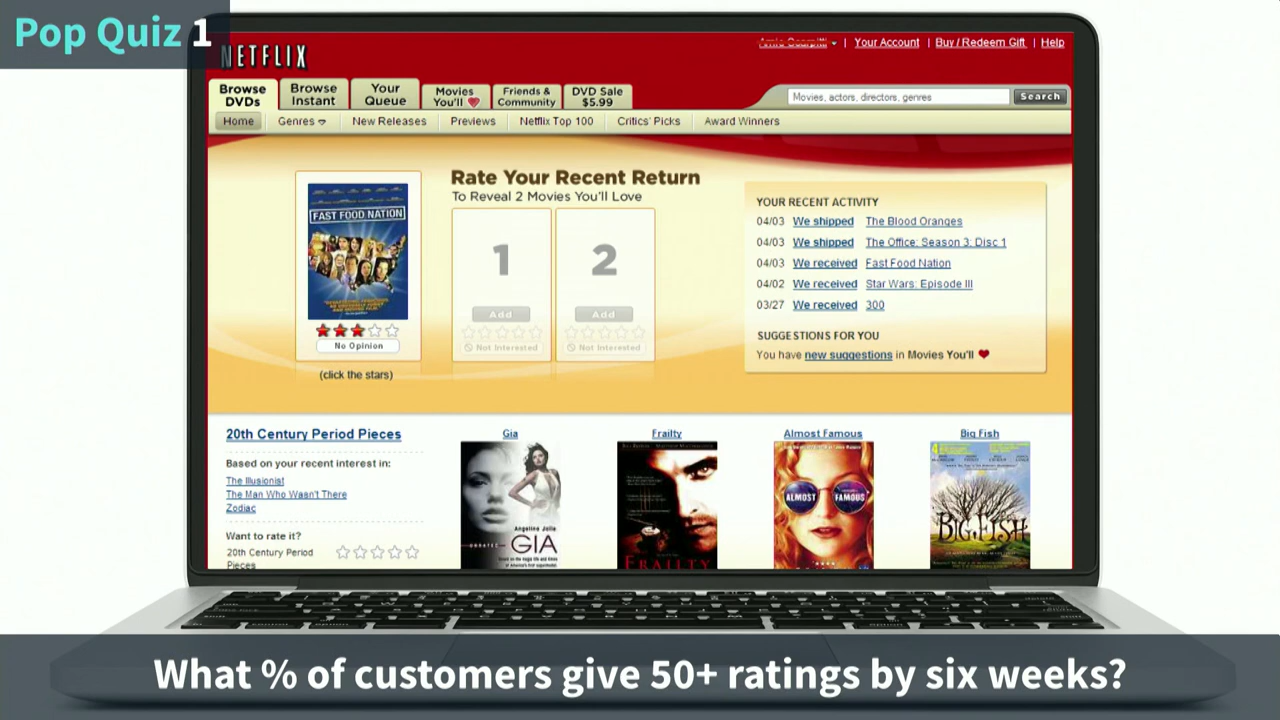 Pop Quiz 1
NETFLIX
Your Account | Buy / Redeem Gift | Help
Browse DVDs
Browse Instant
Your Queue
Movies You'll ❤
Friends & Community
DVD Sale $5.99
Movies, actors, directors, genres
Search
Home
Genres
New Releases
Previews
Netflix Top 100
Critics' Picks
Award Winners
FAST FOOD NATION
No Opinion
(click the stars)
Rate Your Recent Return
To Reveal 2 Movies You'll Love
1
2
Add
Add
Not Interested
Not Interested
YOUR RECENT ACTIVITY
04/03 We shipped The Blood Oranges
04/03 We shipped The Office: Season 3: Disc 1
04/03 We received Fast Food Nation
04/02 We received Star Wars: Episode III
03/27 We received 300
SUGGESTIONS FOR YOU
You have new suggestions in Movies You'll ❤
20th Century Period Pieces
Based on your recent interest in:
The Illusionist
The Man Who Wasn't There
Zodiac
Want to rate it?
20th Century Period
Pieces
Gia
Angelina Jolie
UNRATED
GIA
Frailty
FRAILTY
Almost Famous
ALMOST FAMOUS
Big Fish
BIG FISH
What % of customers give 50+ ratings by six weeks?